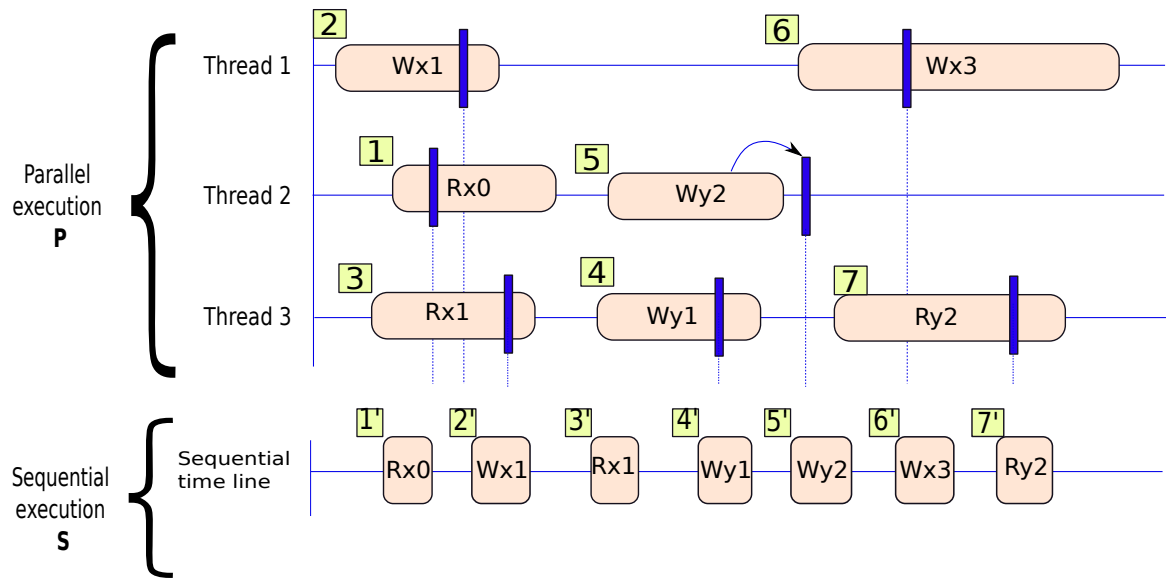 2
6
Thread 1
Wx1
Wx3
1
5
Parallel
execution
P
Thread 2
Rx0
Wy2
3
4
7
Thread 3
Rx1
Wy1
Ry2
1'
2'
3'
4'
5'
6'
7'
Sequential
time line
Rx0
Wx1
Rx1
Wy1
Wy2
Wx3
Ry2
Sequential
execution
S